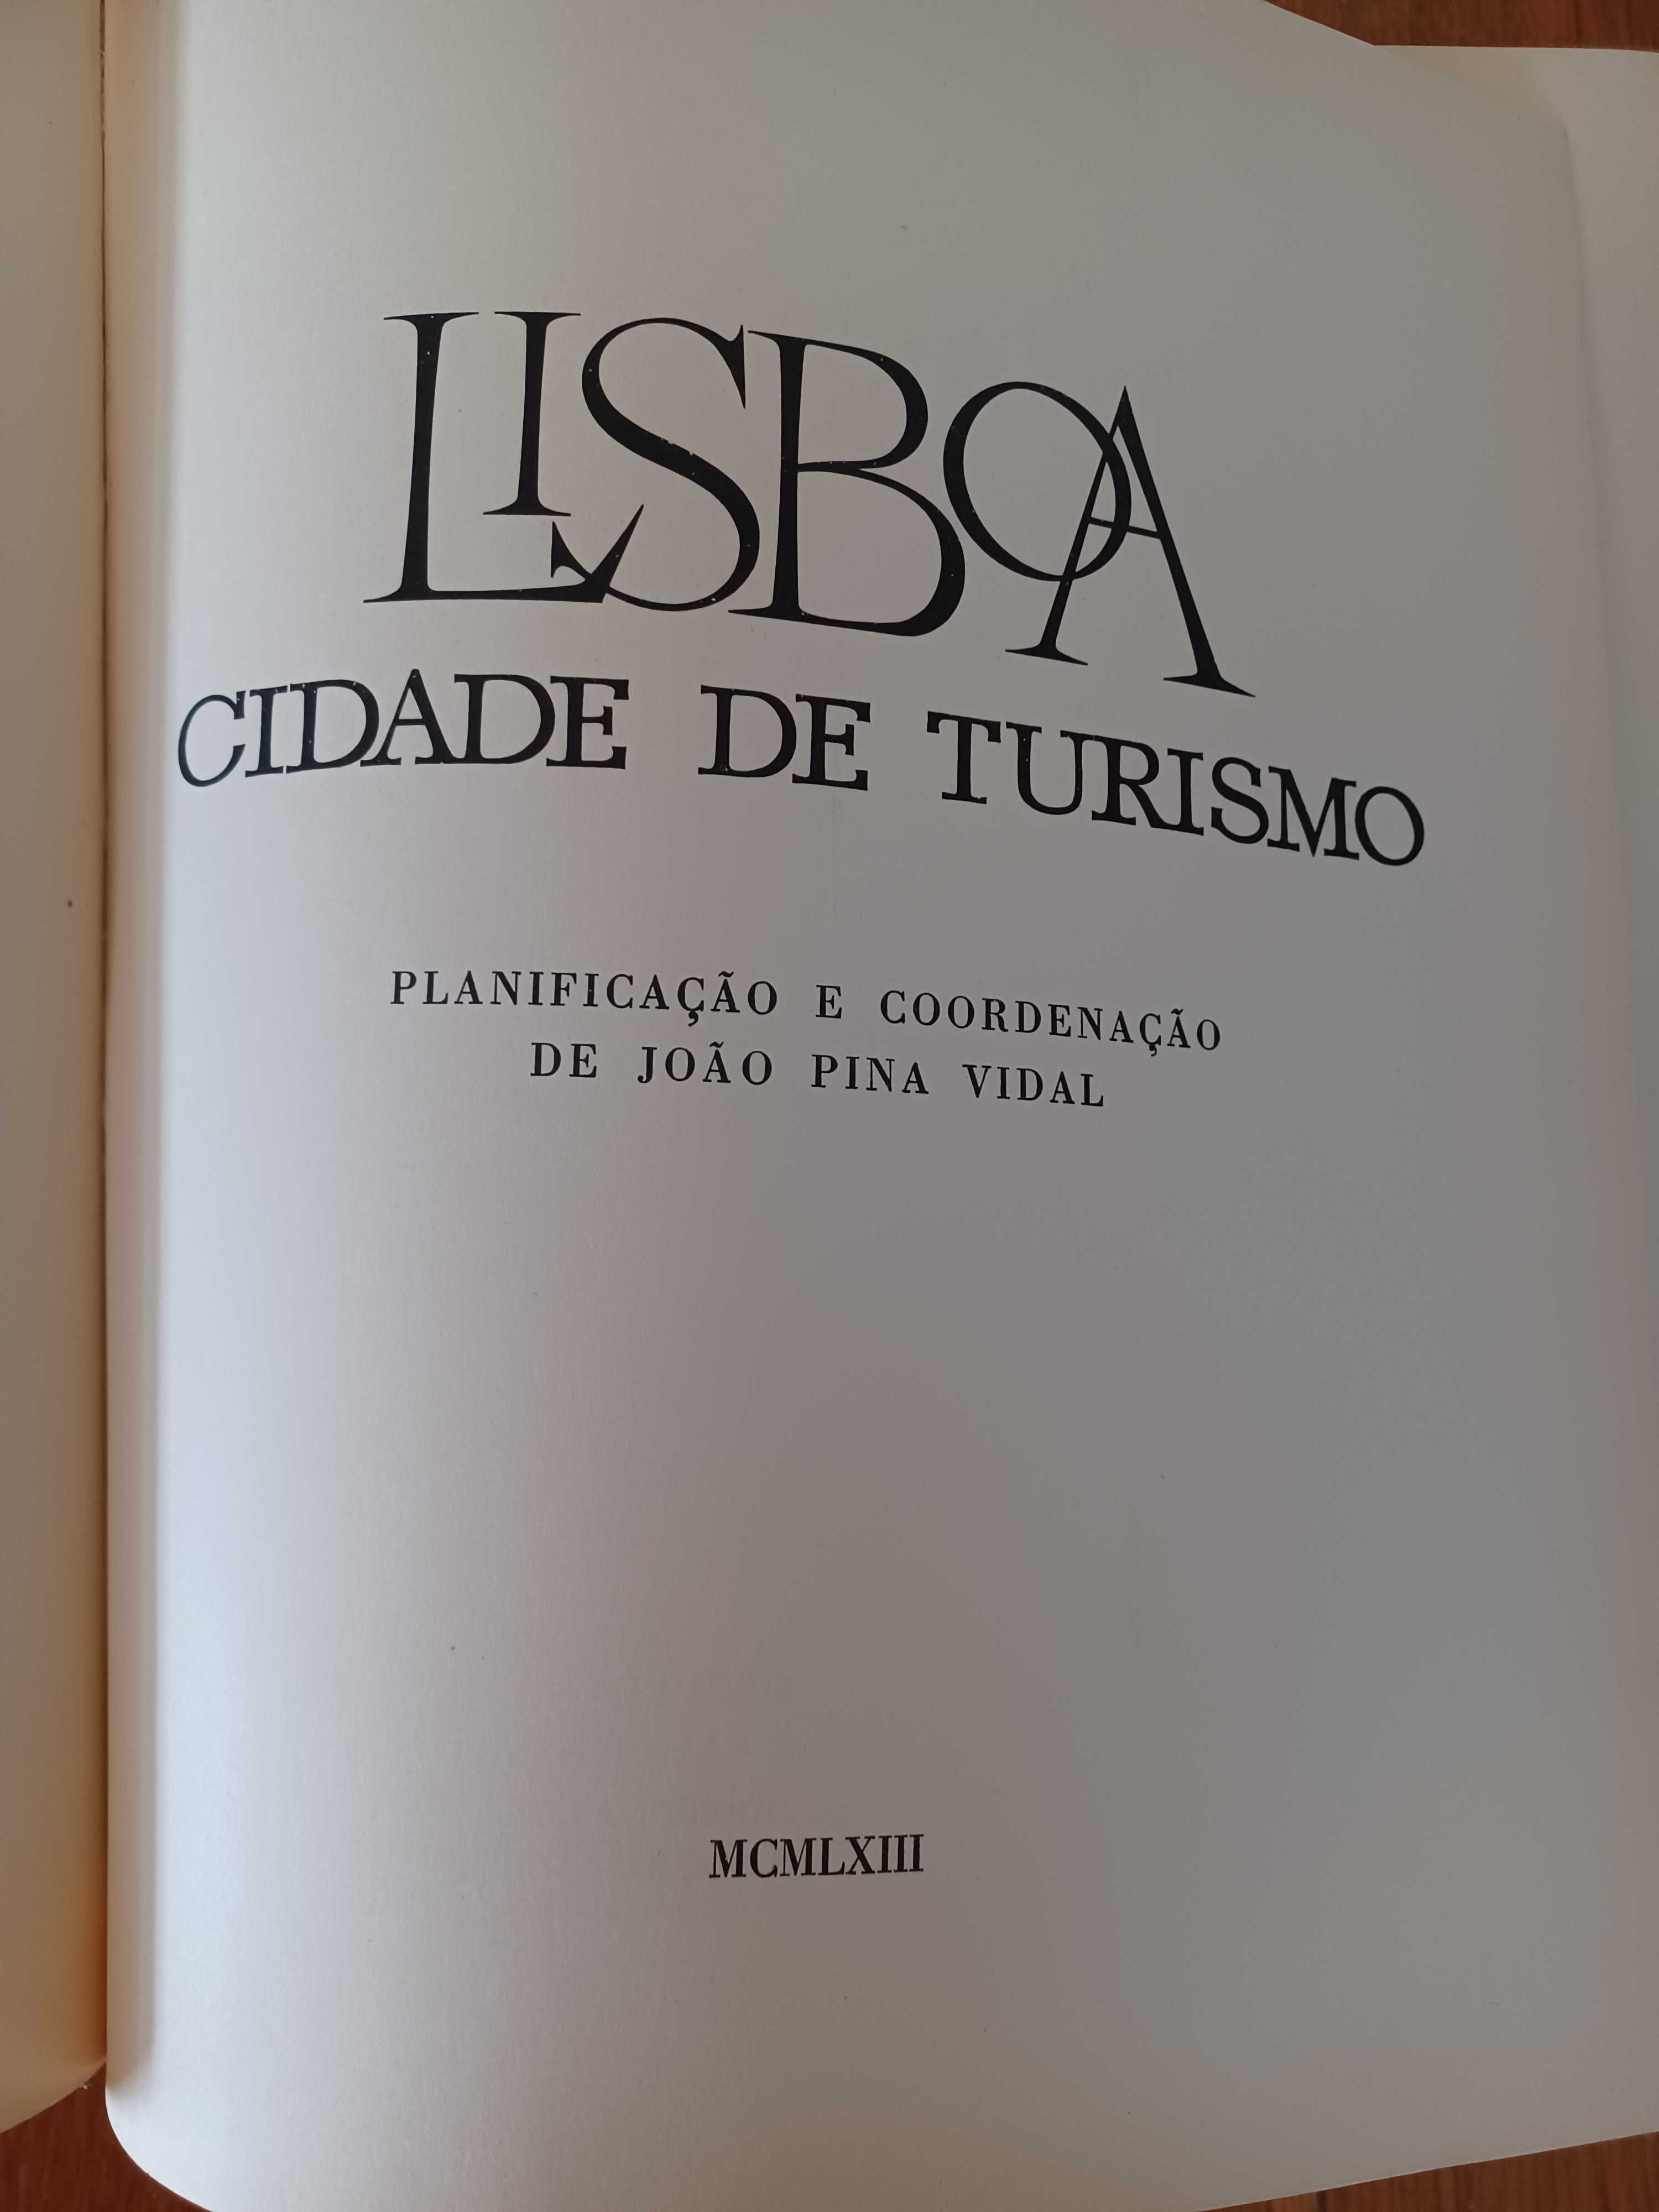 LISBOA
CIDADE DE TURISMO
PLANIFICAÇÃO E COORDENAÇÃO
DE JOÃO PINA VIDAL
MCMLXIII